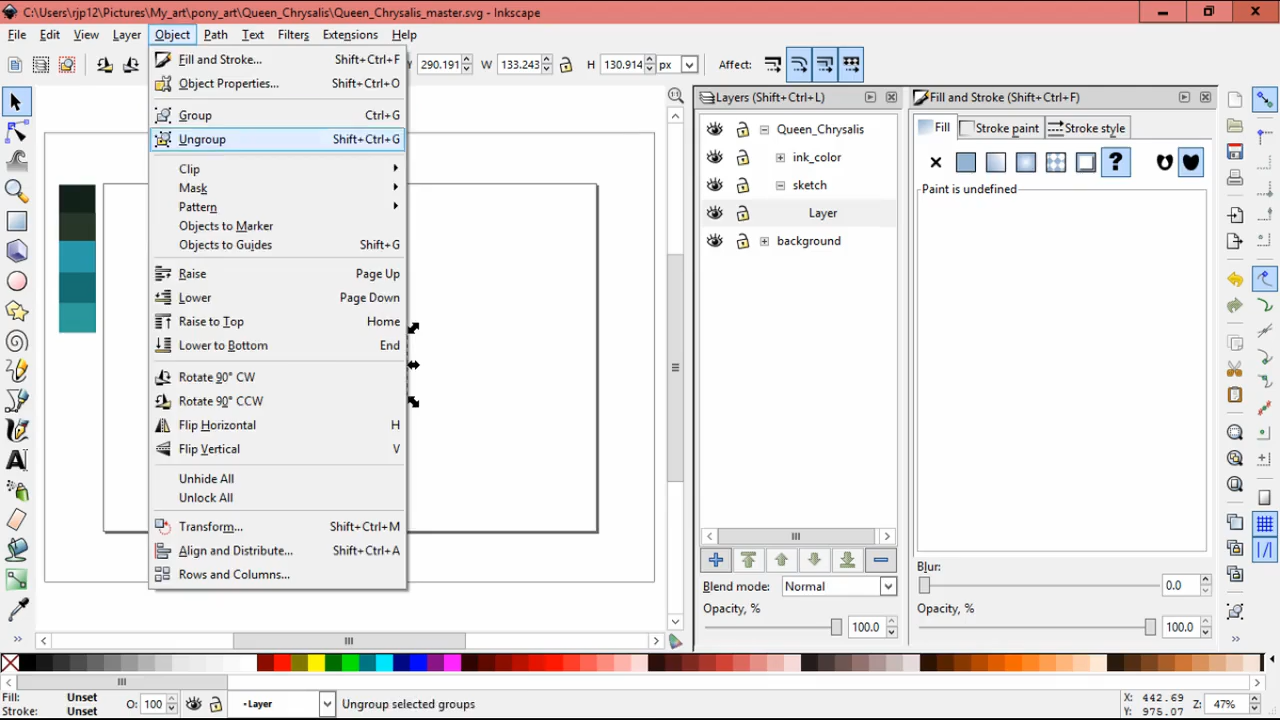 C:\Users\rjp12\Pictures\My_art\pony_art\Queen_Chrysalis\Queen_Chrysalis_master.svg - Inkscape
File Edit View Layer Object Path Text Filters Extensions Help
Y 290.191 W 133.243 H 130.914 px Affect:
Fill and Stroke... Shift+Ctrl+F
Object Properties... Shift+Ctrl+O
Group Ctrl+G
Ungroup Shift+Ctrl+G
Clip
Mask
Pattern
Objects to Marker
Objects to Guides Shift+G
Raise Page Up
Lower Page Down
Raise to Top Home
Lower to Bottom End
Rotate 90° CW
Rotate 90° CCW
Flip Horizontal H
Flip Vertical V
Unhide All
Unlock All
Transform... Shift+Ctrl+M
Align and Distribute... Shift+Ctrl+A
Rows and Columns...
Layers (Shift+Ctrl+L)
Queen_Chrysalis
ink_color
sketch
Layer
background
Blend mode: Normal
Opacity, % 100.0
Fill and Stroke (Shift+Ctrl+F)
Fill Stroke paint Stroke style
?
Paint is undefined
Blur:
0.0
Opacity, %
100.0
Fill: Unset
Stroke: Unset
O: 100
Layer
Ungroup selected groups
X: 442.69
Y: 975.07
Z: 47%